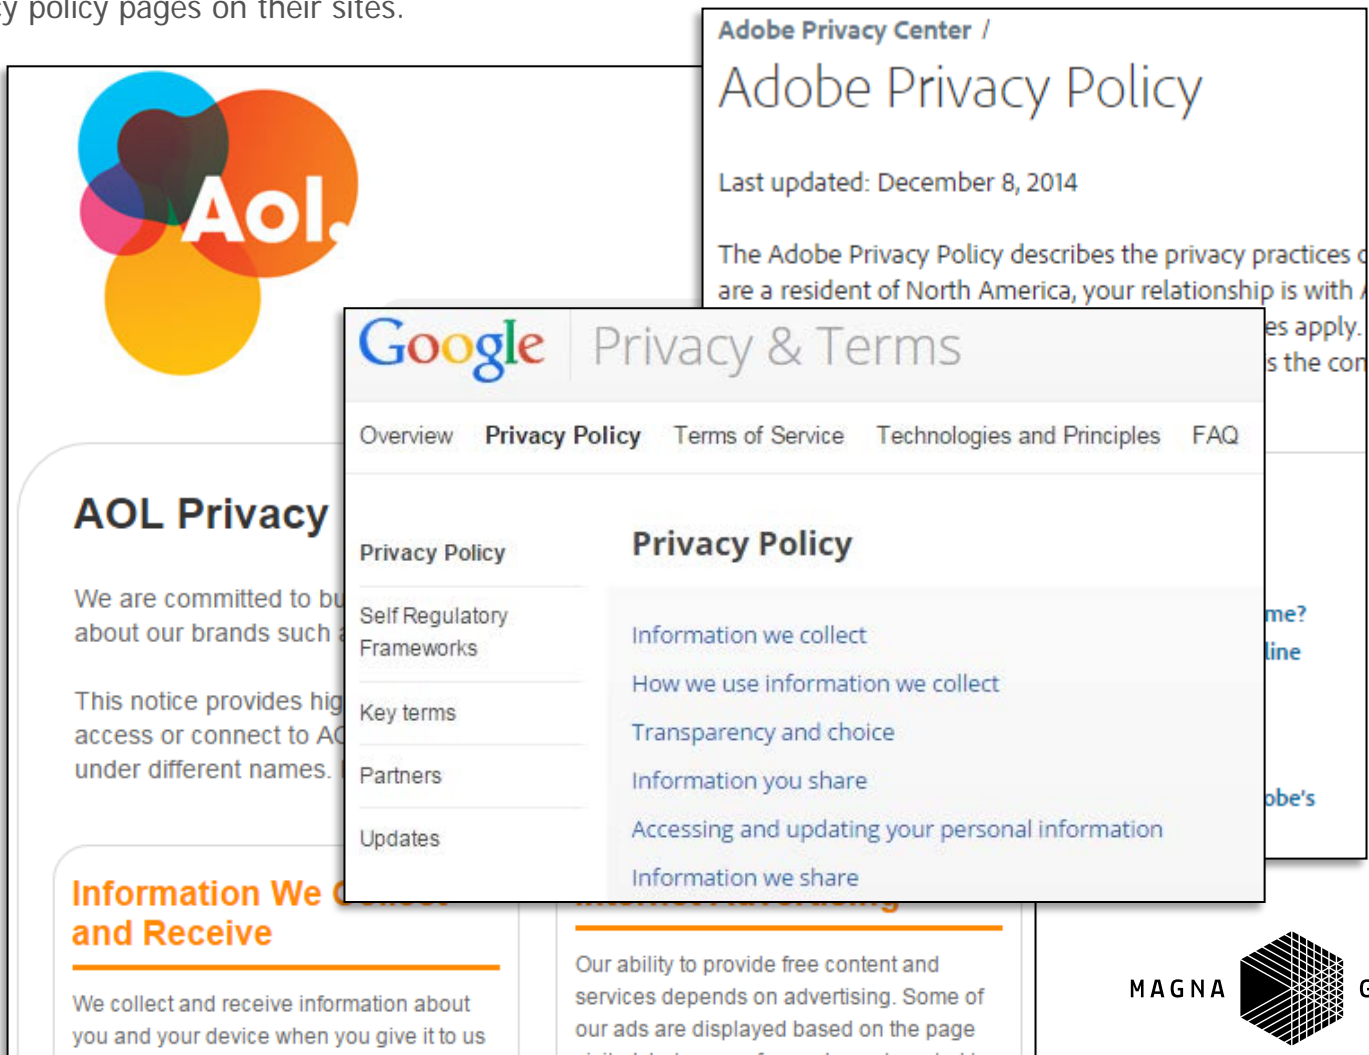 policy pages on their sites.
Adobe Privacy Center /
Adobe Privacy Policy
Last updated: December 8, 2014
The Adobe Privacy Policy describes the privacy practices
are a resident of North America, your relationship is with
es apply.
s the con
me?
line
obe's
Aol.
AOL Privacy
We are committed to bu
about our brands such
This notice provides hig
access or connect to AO
under different names.
Information We Collect
and Receive
We collect and receive information about
you and your device when you give it to us
Internet Advertising
Our ability to provide free content and
services depends on advertising. Some of
our ads are displayed based on the page
Google Privacy & Terms
Overview Privacy Policy Terms of Service Technologies and Principles FAQ
Privacy Policy
Self Regulatory
Frameworks
Key terms
Partners
Updates
Privacy Policy
Information we collect
How we use information we collect
Transparency and choice
Information you share
Accessing and updating your personal information
Information we share
MAGNA G